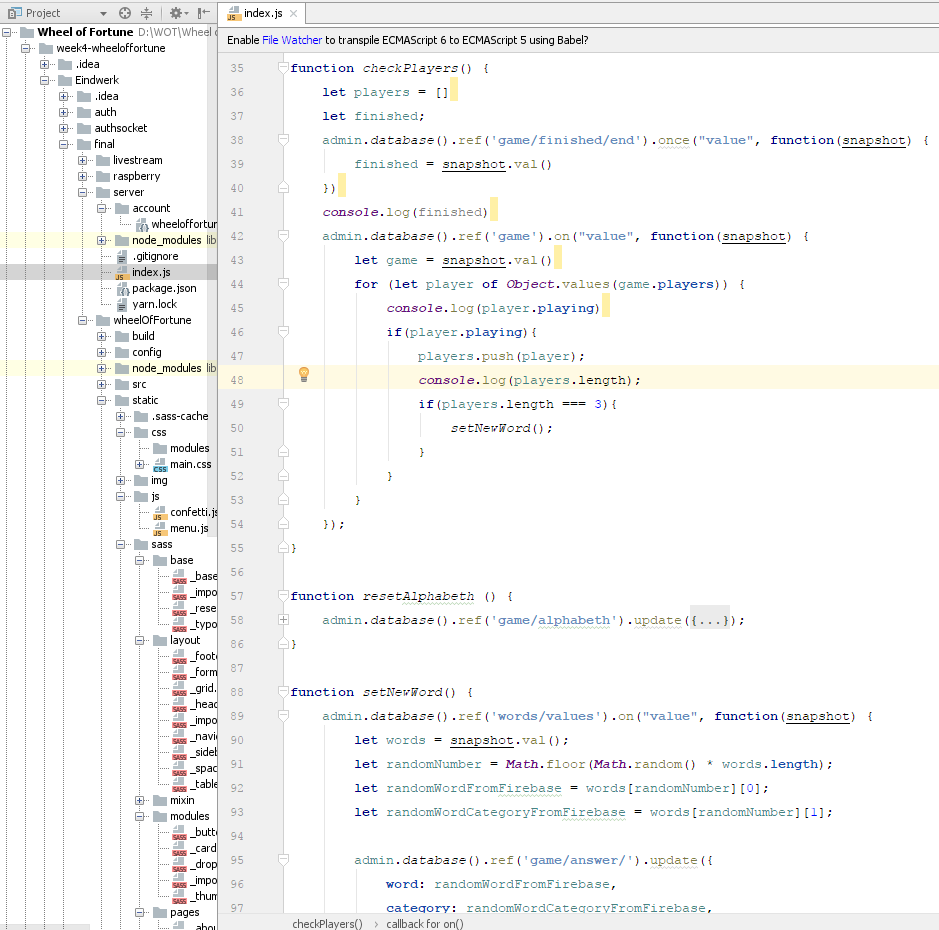 Project
index.js
Wheel of Fortune D:\WOT\Wheel
week4-wheeloffortune
.idea
Eindwerk
.idea
auth
authsocket
final
livestream
raspberry
server
account
wheeloffortun
node_modules lib
.gitignore
index.js
package.json
yarn.lock
wheelOfFortune
build
config
node_modules lib
src
static
.sass-cache
css
modules
main.css
img
js
confetti.js
menu.js
sass
base
_base
_impo
_rese
_typo
layout
_foot
_form
_grid.
_head
_impo
_navi
_sideb
_spac
_table
mixin
modules
_butt
_card
_drop
_impo
_thum
pages
_abou
Enable File Watcher to transpile ECMAScript 6 to ECMAScript 5 using Babel?
35 function checkPlayers() {
36 let players = []
37 let finished;
38 admin.database().ref('game/finished/end').once("value", function(snapshot) {
39 finished = snapshot.val()
40 })
41 console.log(finished)
42 admin.database().ref('game').on("value", function(snapshot) {
43 let game = snapshot.val()
44 for (let player of Object.values(game.players)) {
45 console.log(player.playing)
46 if(player.playing){
47 players.push(player);
48 console.log(players.length);
49 if(players.length === 3){
50 setNewWord();
51 }
52 }
53 }
54 });
55 }
56
57 function resetAlphabeth () {
58 admin.database().ref('game/alphabeth').update({...});
86 }
87
88 function setNewWord() {
89 admin.database().ref('words/values').on("value", function(snapshot) {
90 let words = snapshot.val();
91 let randomNumber = Math.floor(Math.random() * words.length);
92 let randomWordFromFirebase = words[randomNumber][0];
93 let randomWordCategoryFromFirebase = words[randomNumber][1];
94
95 admin.database().ref('game/answer/').update({
96 word: randomWordFromFirebase,
97 category: randomWordCategoryFromFirebase,
checkPlayers() › callback for on()